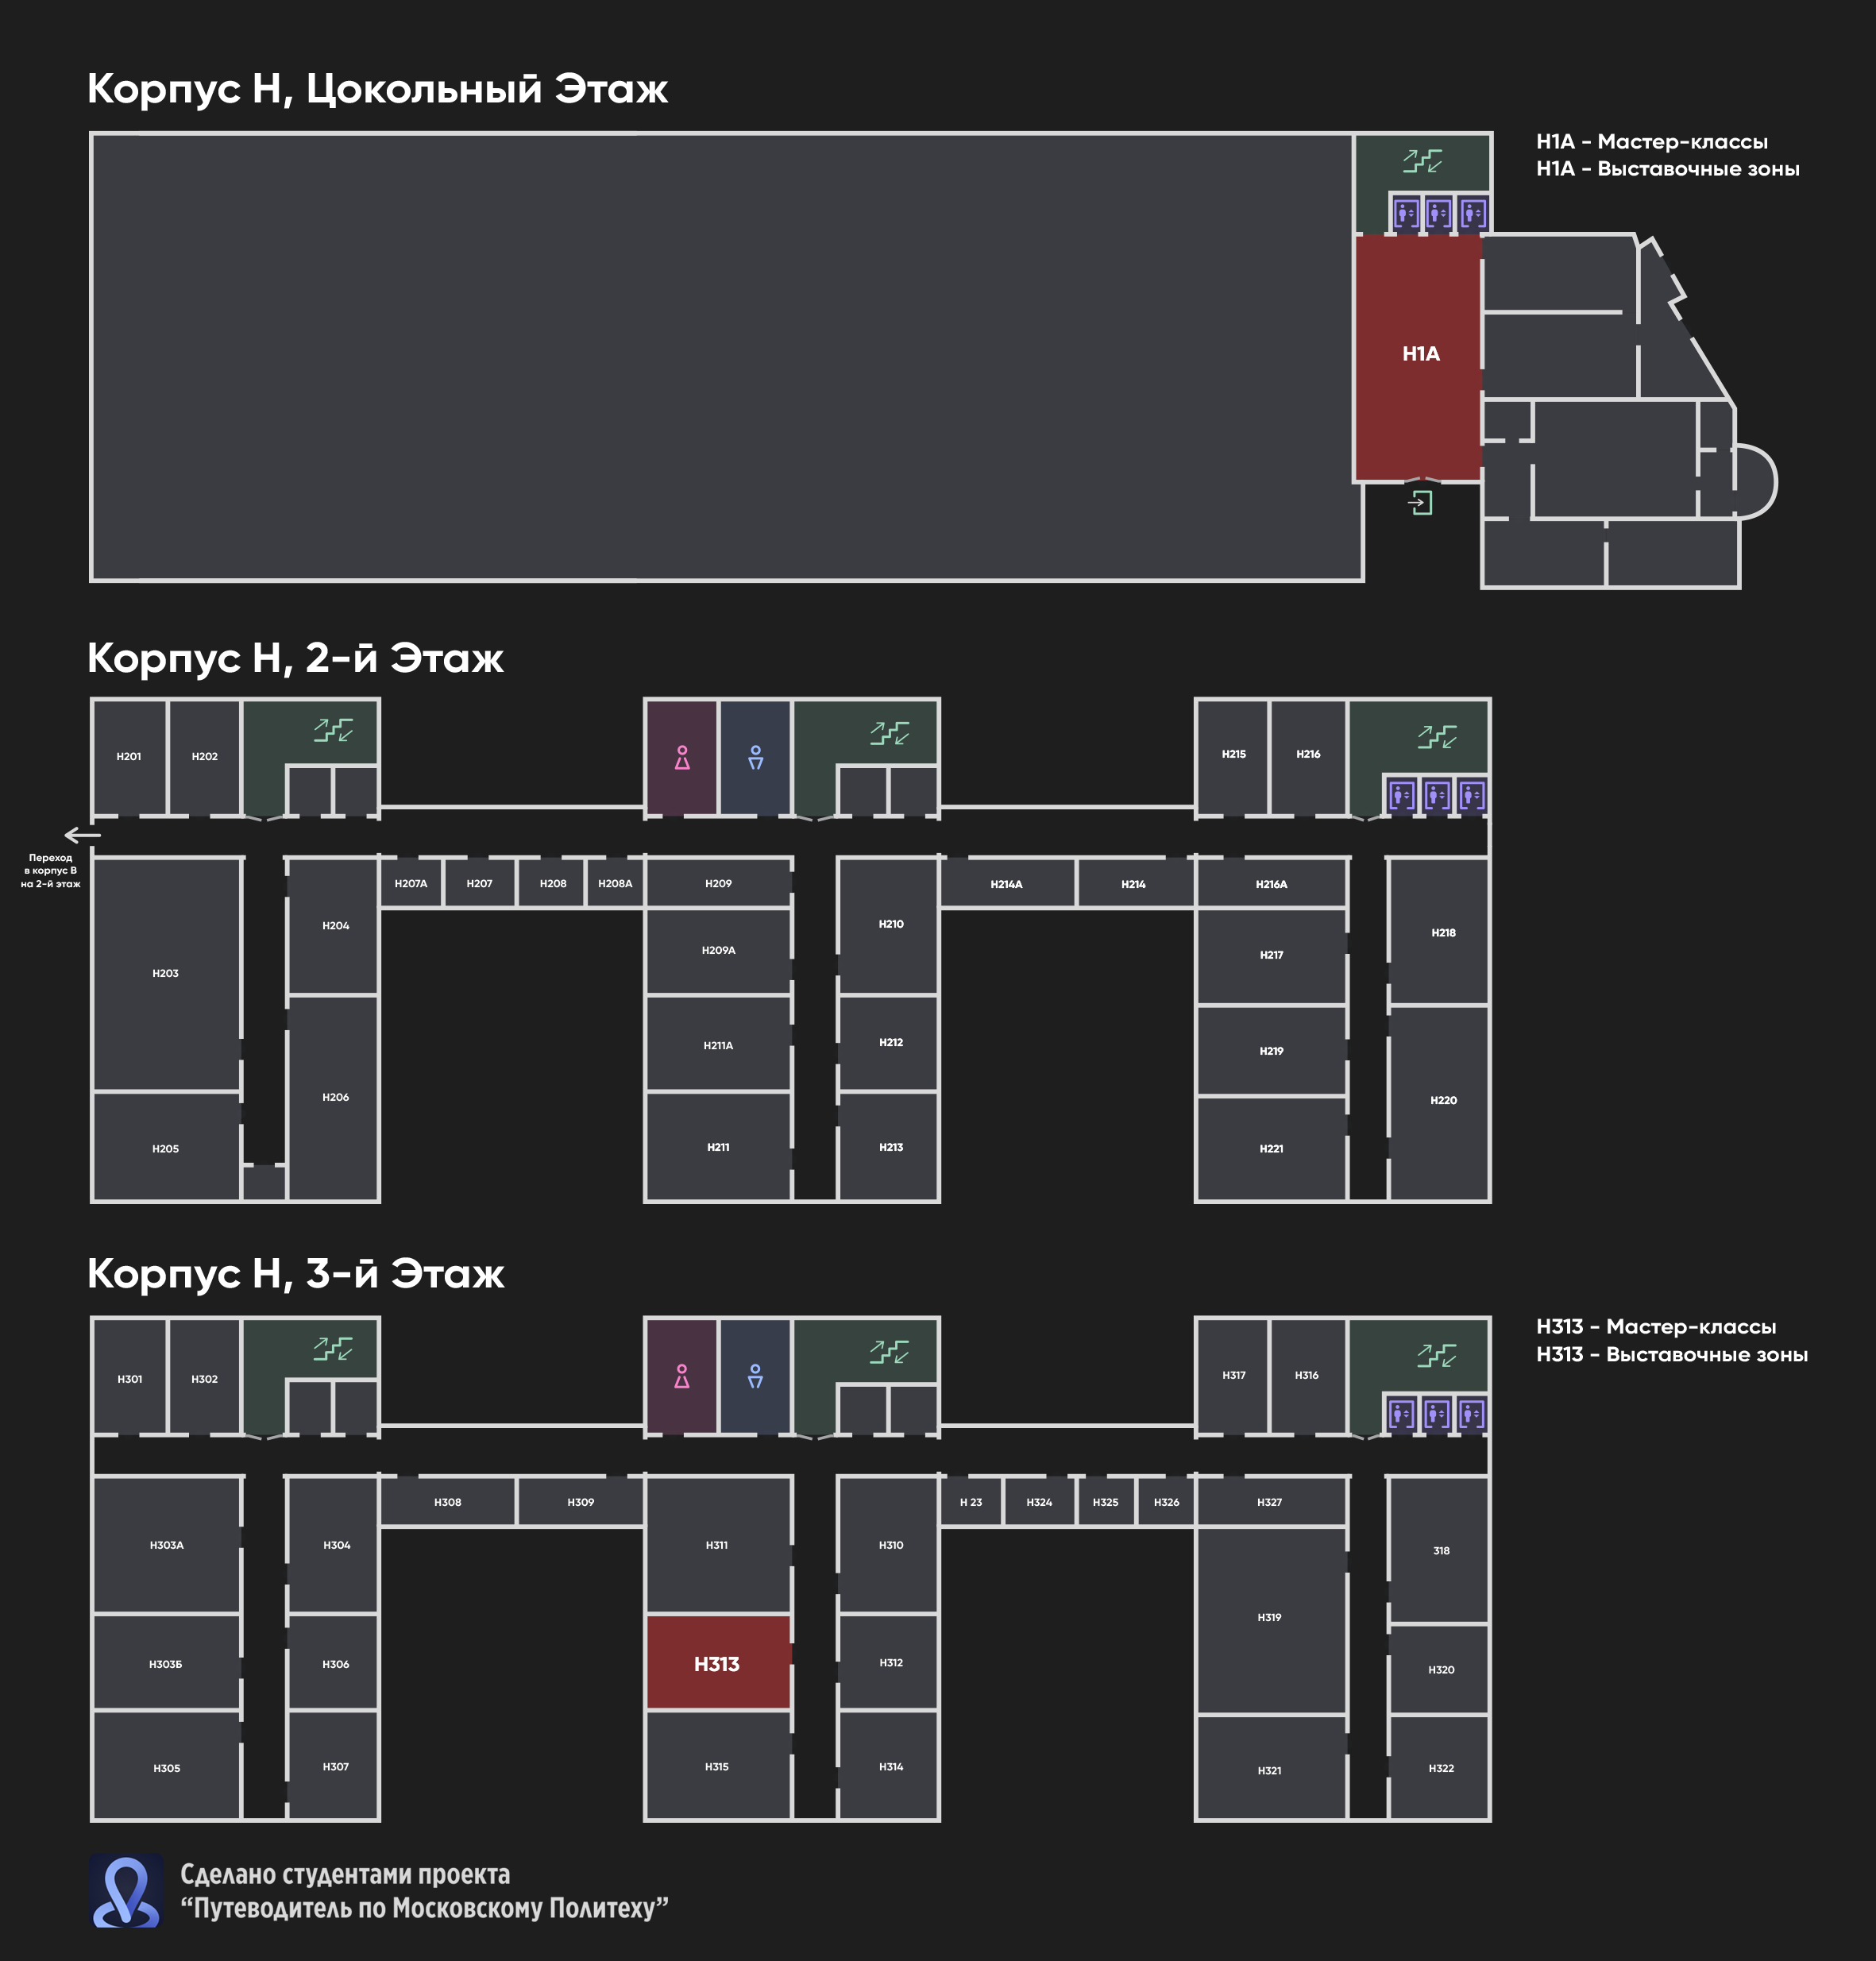 Корпус Н, Цокольный Этаж
Н1А - Мастер-классы
Н1А - Выставочные зоны
Н1А
Корпус Н, 2-й Этаж
Н201
Н202
Н215
Н216
Переход
в корпус В
на 2-й этаж
Н203
Н204
Н205
Н206
Н207А
Н207
Н208
Н208А
Н209
Н209А
Н211А
Н211
Н210
Н212
Н213
Н214А
Н214
Н216А
Н217
Н219
Н221
Н218
Н220
Корпус Н, 3-й Этаж
Н313 - Мастер-классы
Н313 - Выставочные зоны
Н301
Н302
Н317
Н316
Н303А
Н303Б
Н305
Н304
Н306
Н307
Н308
Н309
Н311
Н313
Н315
Н310
Н312
Н314
Н 23
Н324
Н325
Н326
Н327
Н319
Н321
318
Н320
Н322
Сделано студентами проекта
“Путеводитель по Московскому Политеху”